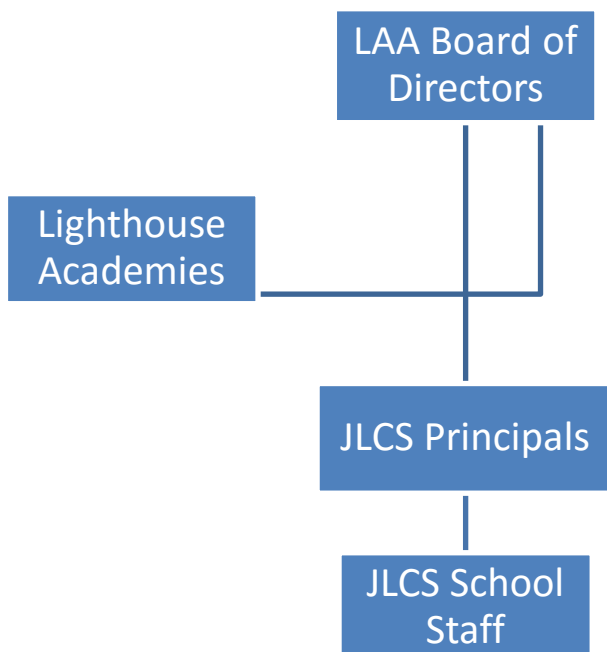 LAA Board of
Directors
Lighthouse
Academies
JLCS Principals
JLCS School
Staff